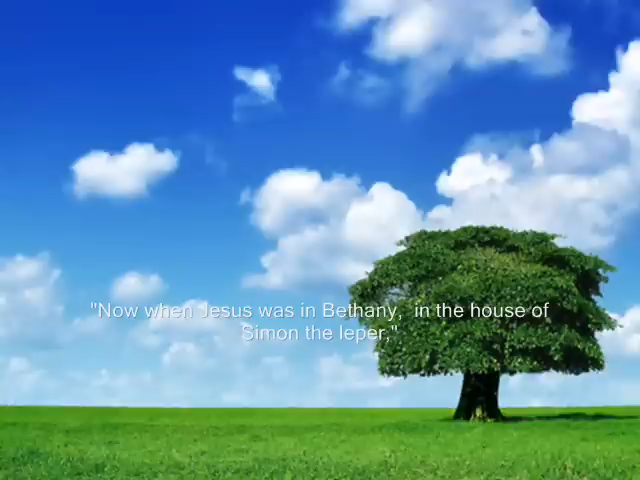 "Now when Jesus was in Bethany,  in the house of
Simon the leper,"